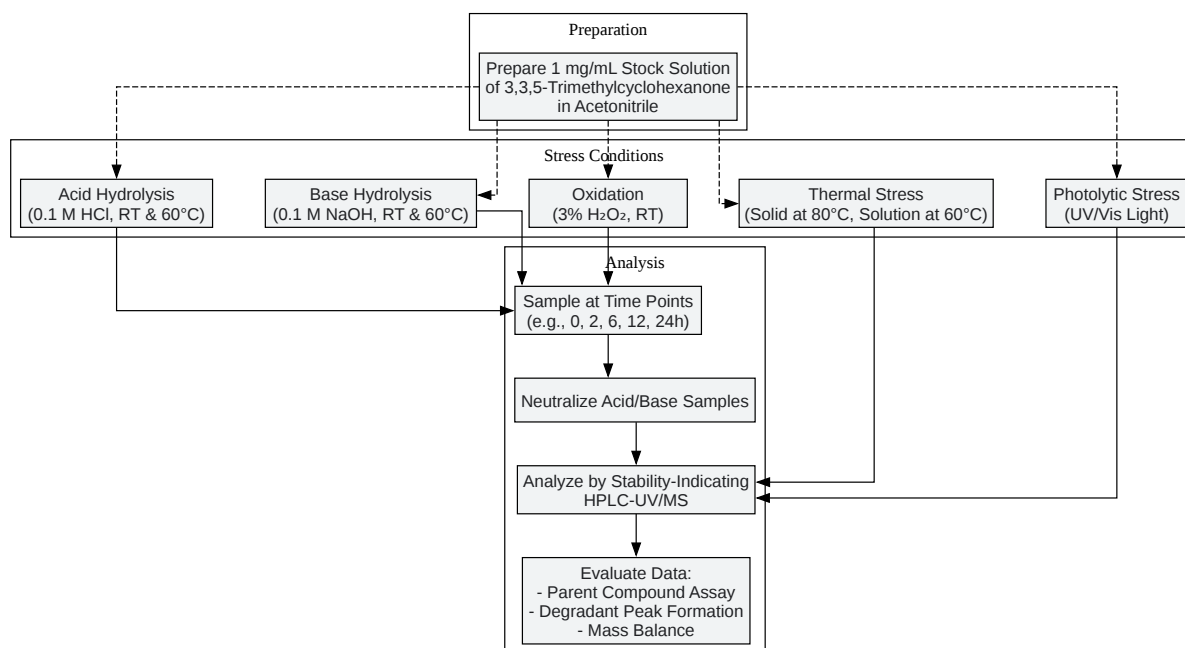 Preparation
Prepare 1 mg/mL Stock Solution
of 3,3,5-Trimethylcyclohexanone
in Acetonitrile
Stress Conditions
Acid Hydrolysis
(0.1 M HCl, RT & 60°C)
Base Hydrolysis
(0.1 M NaOH, RT & 60°C)
Oxidation
(3% H₂O₂, RT)
Thermal Stress
(Solid at 80°C, Solution at 60°C)
Photolytic Stress
(UV/Vis Light)
Analysis
Sample at Time Points
(e.g., 0, 2, 6, 12, 24h)
Neutralize Acid/Base Samples
Analyze by Stability-Indicating
HPLC-UV/MS
Evaluate Data:
- Parent Compound Assay
- Degradant Peak Formation
- Mass Balance